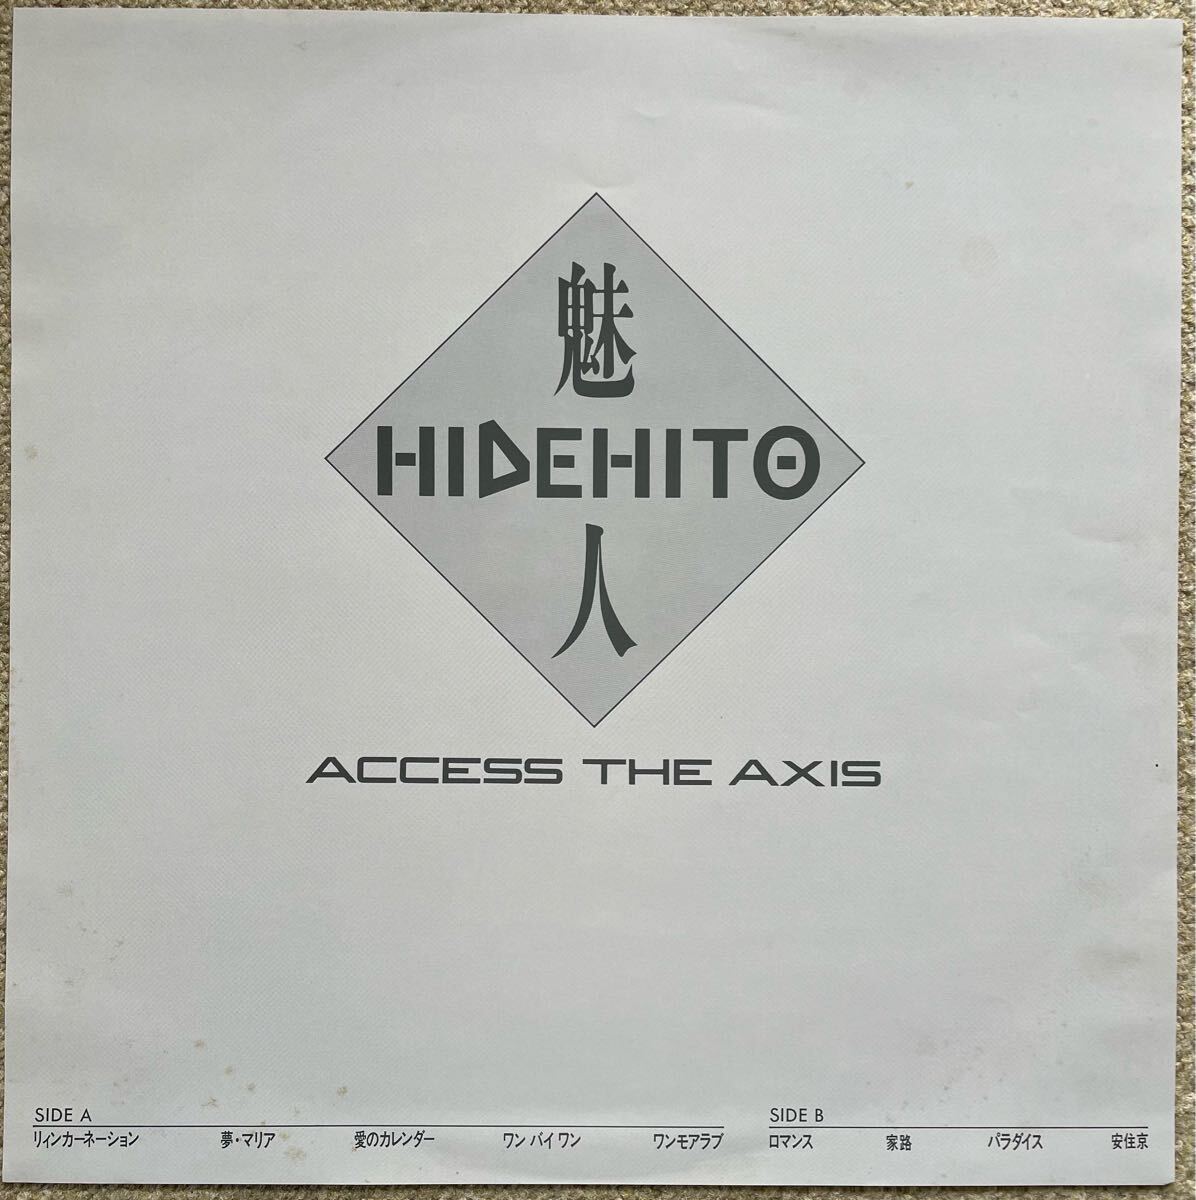 魅
HIDEHITO
人
ACCESS THE AXIS
SIDE A
リィンカーネーション 夢・マリア 愛のカレンダー ワン バイ ワン ワンモアラブ
SIDE B
ロマンス 家路 パラダイス 安住京